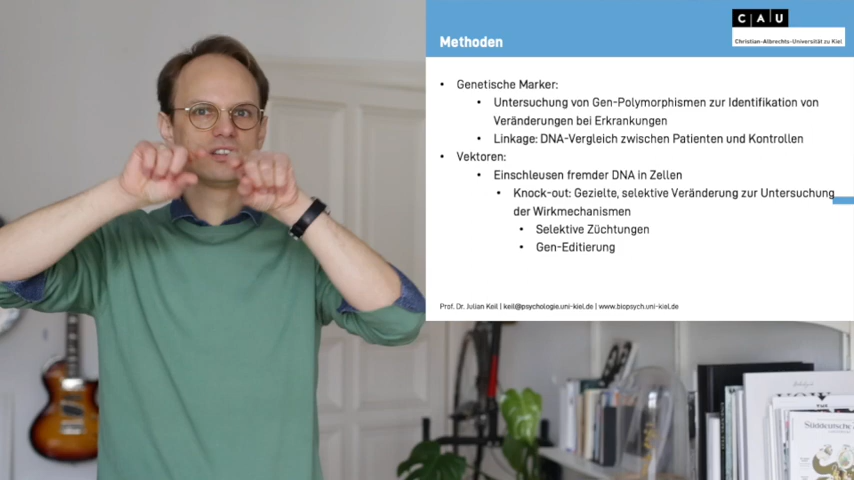 C A U
Christian-Albrechts-Universität zu Kiel
Methoden
• Genetische Marker:
• Untersuchung von Gen-Polymorphismen zur Identifikation von
Veränderungen bei Erkrankungen
• Linkage: DNA-Vergleich zwischen Patienten und Kontrollen
• Vektoren:
• Einschleusen fremder DNA in Zellen
• Knock-out: Gezielte, selektive Veränderung zur Untersuchung
der Wirkmechanismen
• Selektive Züchtungen
• Gen-Editierung
Prof. Dr. Julian Keil | keil@psychologie.uni-kiel.de | www.biopsych.uni-kiel.de
Süddeutsche